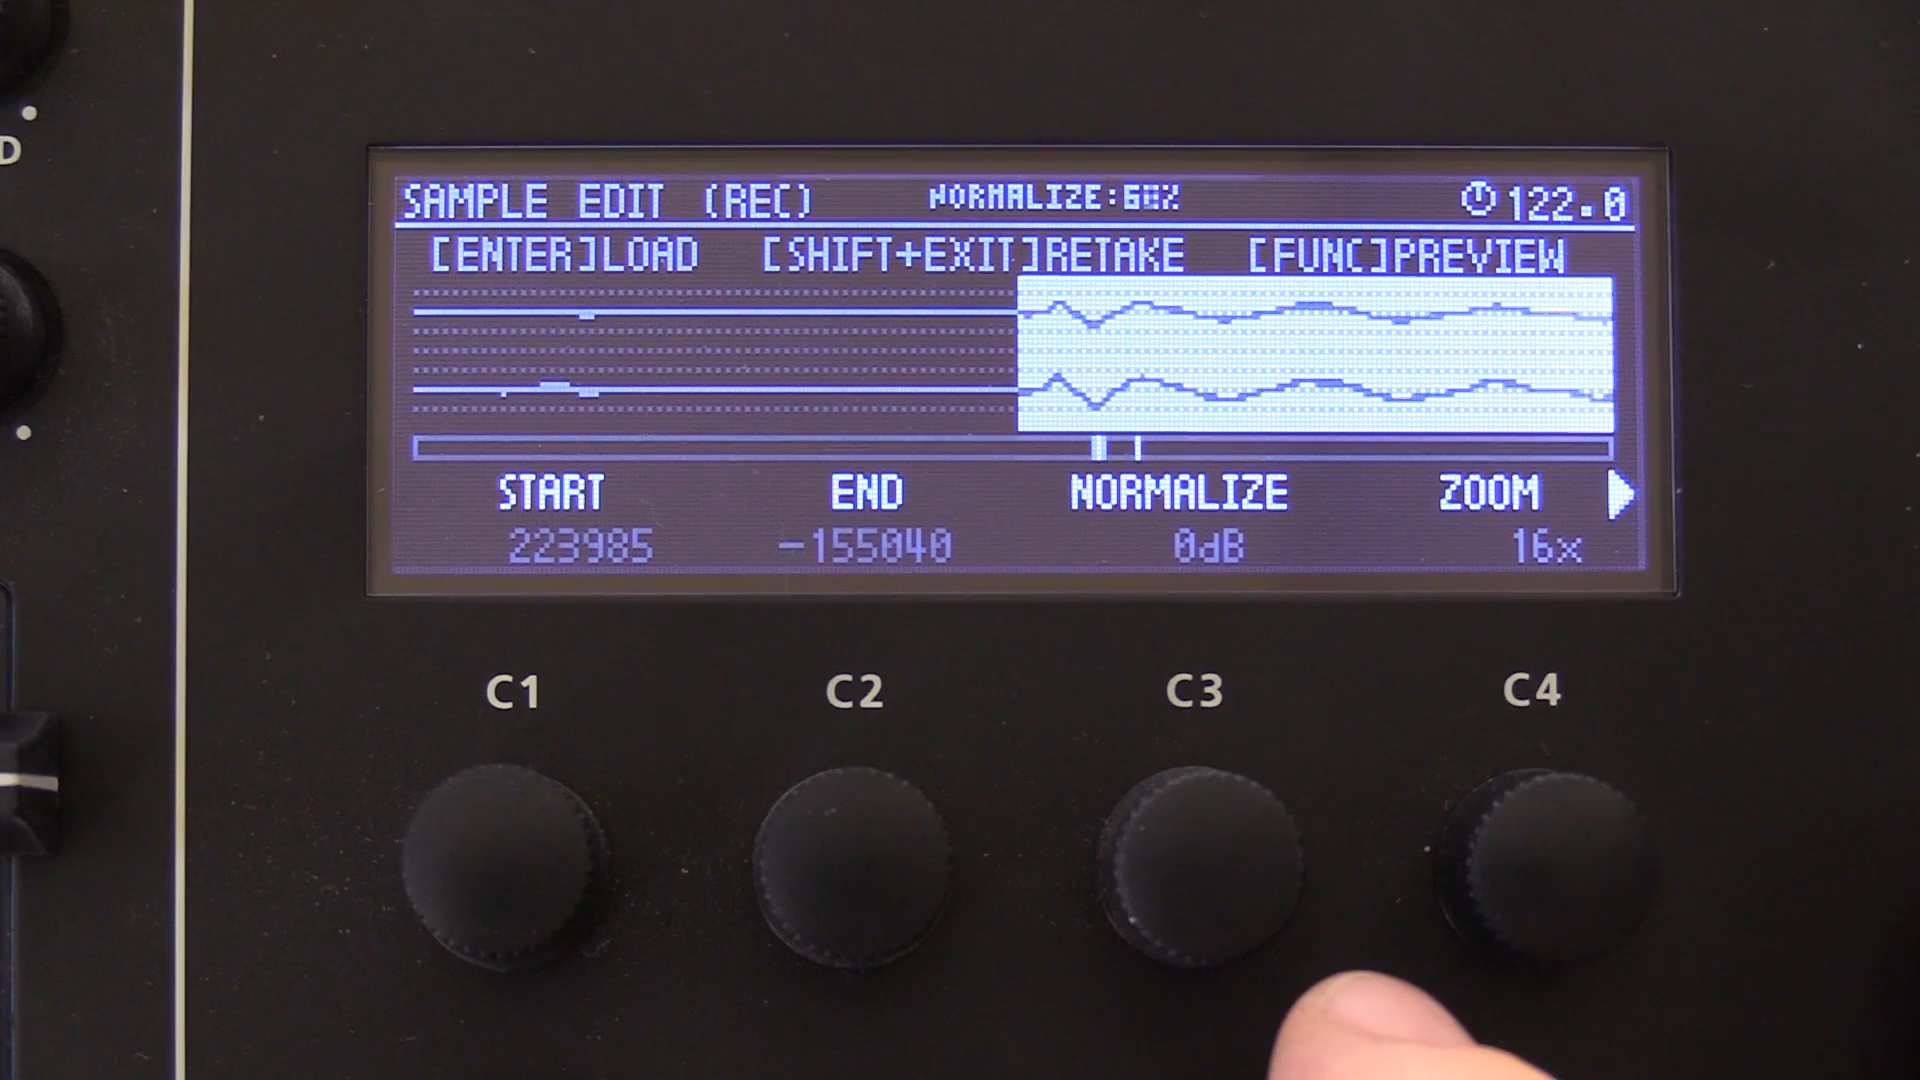 D
SAMPLE EDIT (REC) NORMALIZE: 122.0
[ENTER]LOAD [SHIFT+EXIT]RETAKE [FUNC]PREVIEW
START END NORMALIZE ZOOM
223985 -155040 0dB 16x
C1 C2 C3 C4